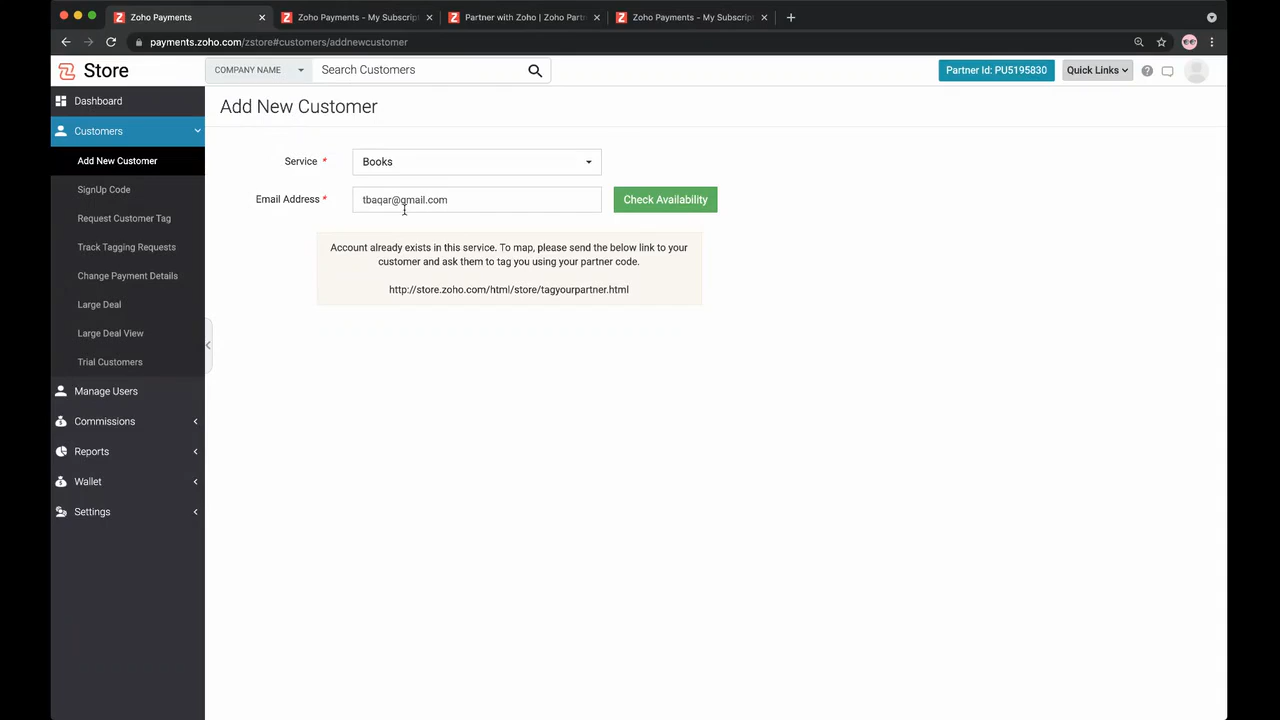 Zoho Payments
Zoho Payments - My Subscrip
Partner with Zoho | Zoho Partn
Zoho Payments - My Subscrip
payments.zoho.com/zstore#customers/addnewcustomer
Store
COMPANY NAME
Search Customers
Partner Id: PU5195830
Quick Links
Dashboard
Customers
Add New Customer
SignUp Code
Request Customer Tag
Track Tagging Requests
Change Payment Details
Large Deal
Large Deal View
Trial Customers
Manage Users
Commissions
Reports
Wallet
Settings
Add New Customer
Service *
Books
Email Address *
tbaqar@gmail.com
Check Availability
Account already exists in this service. To map, please send the below link to your
customer and ask them to tag you using your partner code.
http://store.zoho.com/html/store/tagyourpartner.html